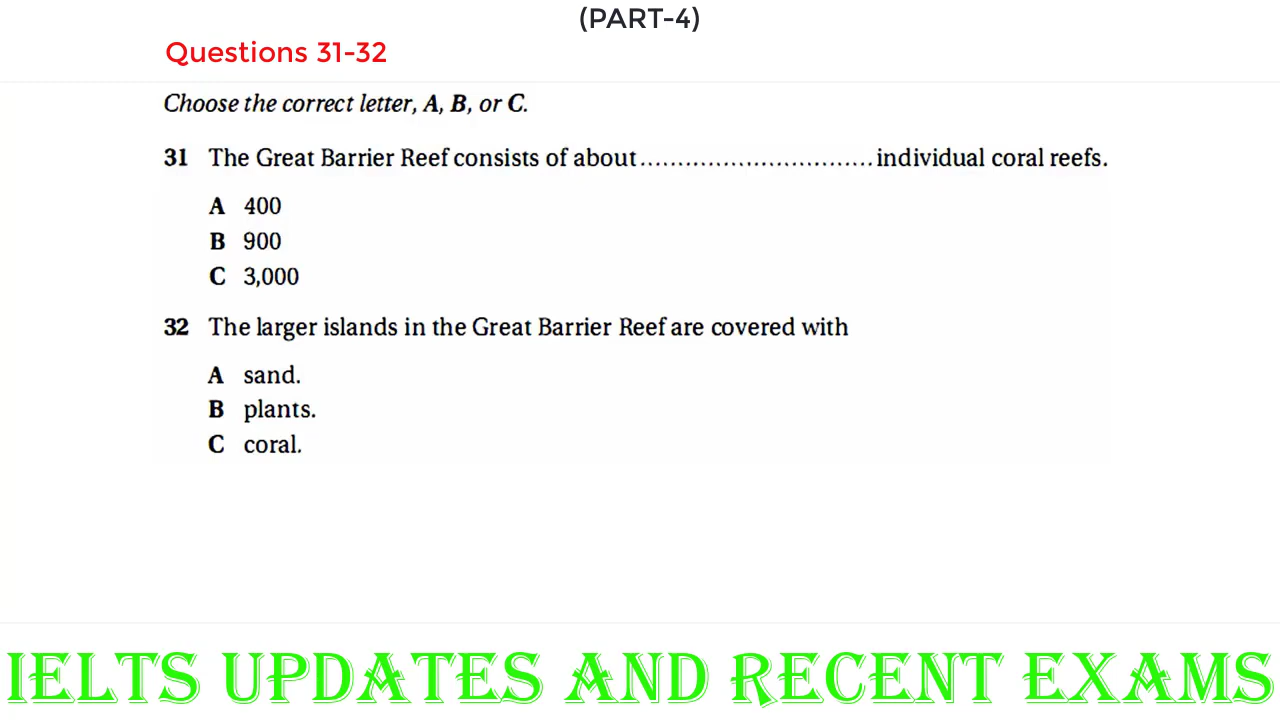 (PART-4)
Questions 31-32
Choose the correct letter, A, B, or C.
31 The Great Barrier Reef consists of about ............................... individual coral reefs.
A 400
B 900
C 3,000
32 The larger islands in the Great Barrier Reef are covered with
A sand.
B plants.
C coral.
IELTS UPDATES AND RECENT EXAMS